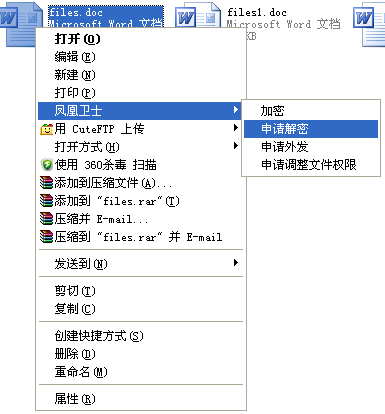 files.doc
Microsoft Word 文档
files1.doc
Microsoft Word 文档
KB
打开(O)
编辑(E)
新建(N)
打印(P)
凤凰卫士
用 CuteFTP 上传
打开方式(H)
使用 360杀毒 扫描
添加到压缩文件(A)...
添加到 "files.rar"(T)
压缩并 E-mail...
压缩到 "files.rar" 并 E-mail
发送到(N)
剪切(T)
复制(C)
创建快捷方式(S)
删除(D)
重命名(M)
属性(R)
加密
申请解密
申请外发
申请调整文件权限